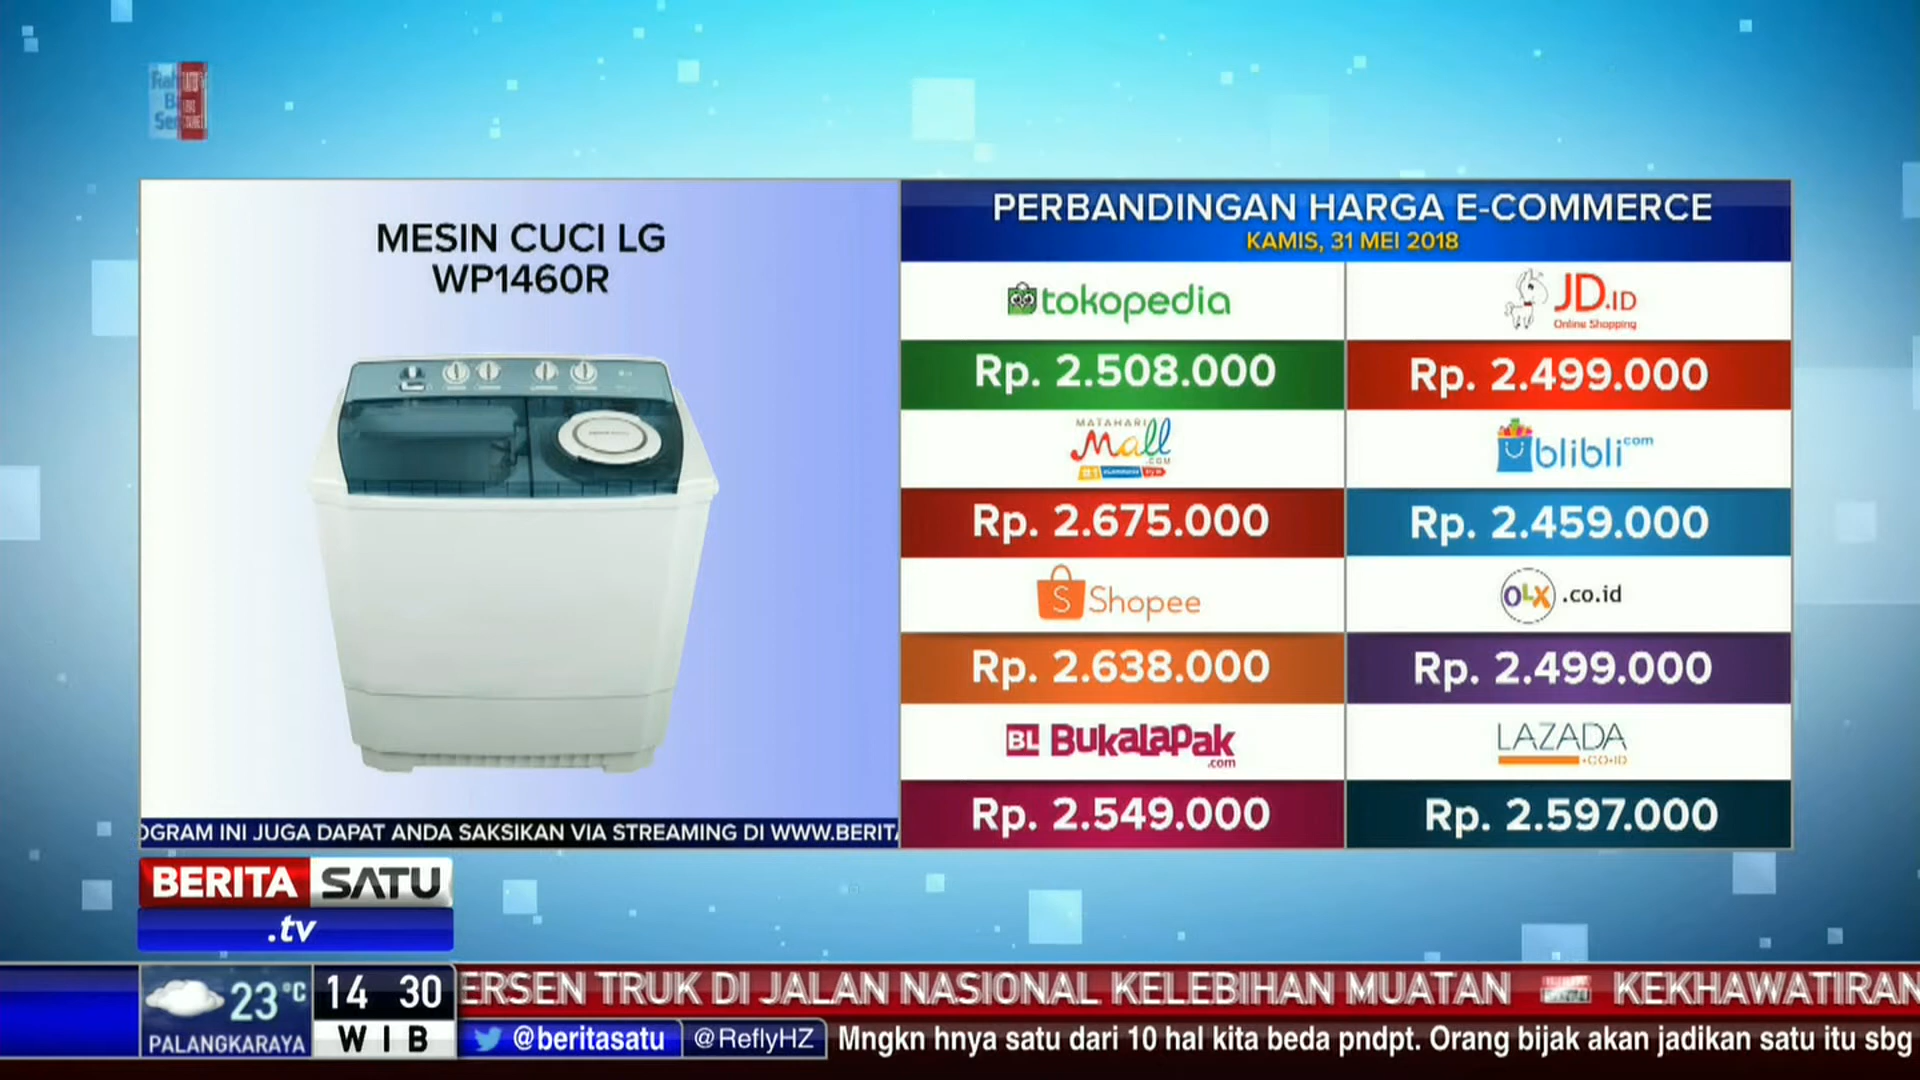 MESIN CUCI LG
WP1460R
PERBANDINGAN HARGA E-COMMERCE
KAMIS, 31 MEI 2018
tokopedia
JD.ID
Online Shopping
Rp. 2.508.000
Rp. 2.499.000
MATAHARI
Mall
.COM
blibli.com
Rp. 2.675.000
Rp. 2.459.000
Shopee
OLX.co.id
Rp. 2.638.000
Rp. 2.499.000
BL BukaLaPak
.com
LAZADA
.CO.ID
Rp. 2.549.000
Rp. 2.597.000
OGRAM INI JUGA DAPAT ANDA SAKSIKAN VIA STREAMING DI WWW.BERIT
BERITA SATU
.tv
23°C
14 30
ERSEN TRUK DI JALAN NASIONAL KELEBIHAN MUATAN
KEKHAWATIRAN
PALANGKARAYA
WIB
@beritasatu
@ReflyHZ
Mngkn hnya satu dari 10 hal kita beda pndpt. Orang bijak akan jadikan satu itu sbg